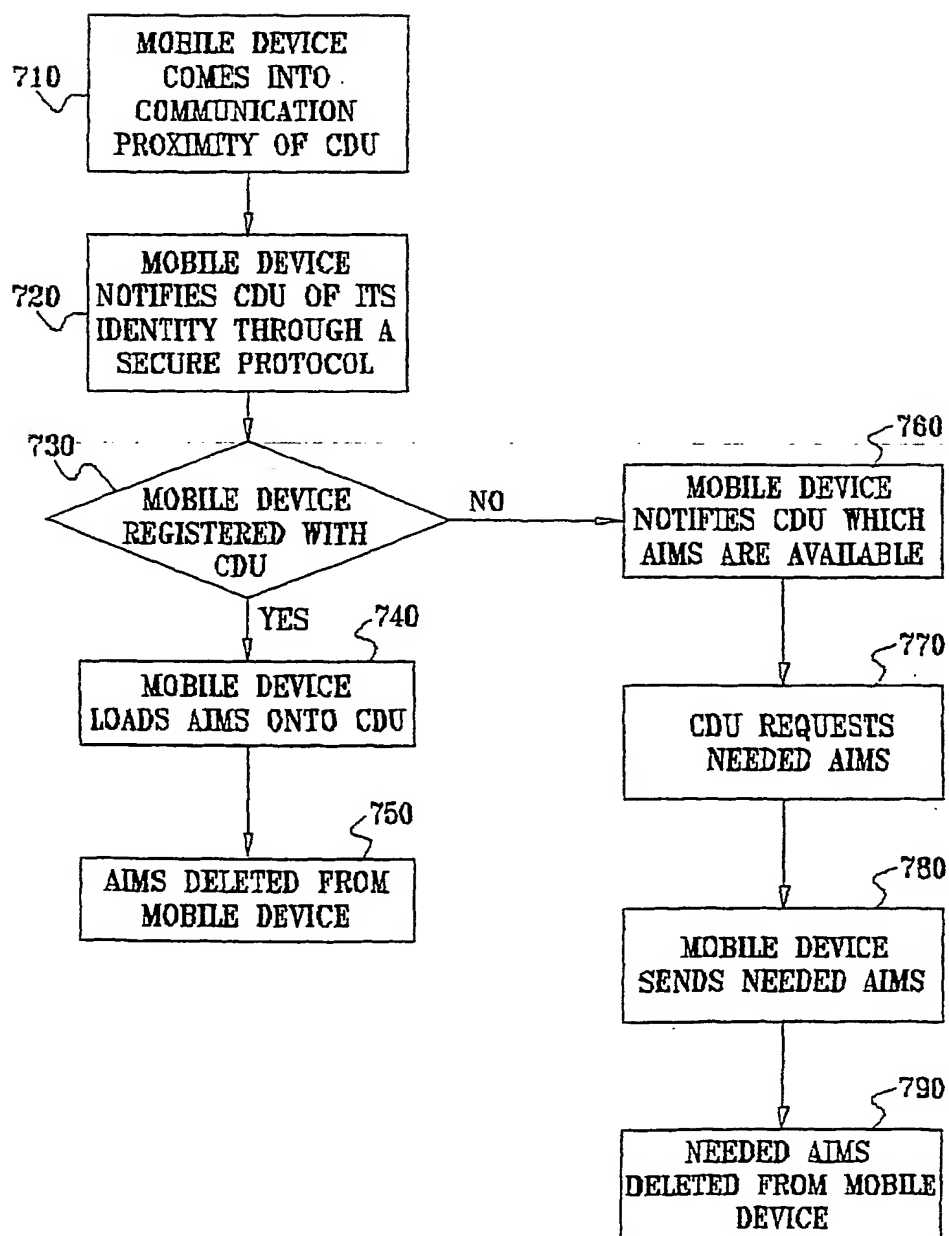 710
MOBILE DEVICE
COMES INTO
COMMUNICATION
PROXIMITY OF CDU
720
MOBILE DEVICE
NOTIFIES CDU OF ITS
IDENTITY THROUGH A
SECURE PROTOCOL
730
MOBILE DEVICE
REGISTERED WITH
CDU
NO
YES
740
MOBILE DEVICE
LOADS AIMS ONTO CDU
750
AIMS DELETED FROM
MOBILE DEVICE
760
MOBILE DEVICE
NOTIFIES CDU WHICH
AIMS ARE AVAILABLE
770
CDU REQUESTS
NEEDED AIMS
780
MOBILE DEVICE
SENDS NEEDED AIMS
790
NEEDED AIMS
DELETED FROM MOBILE
DEVICE